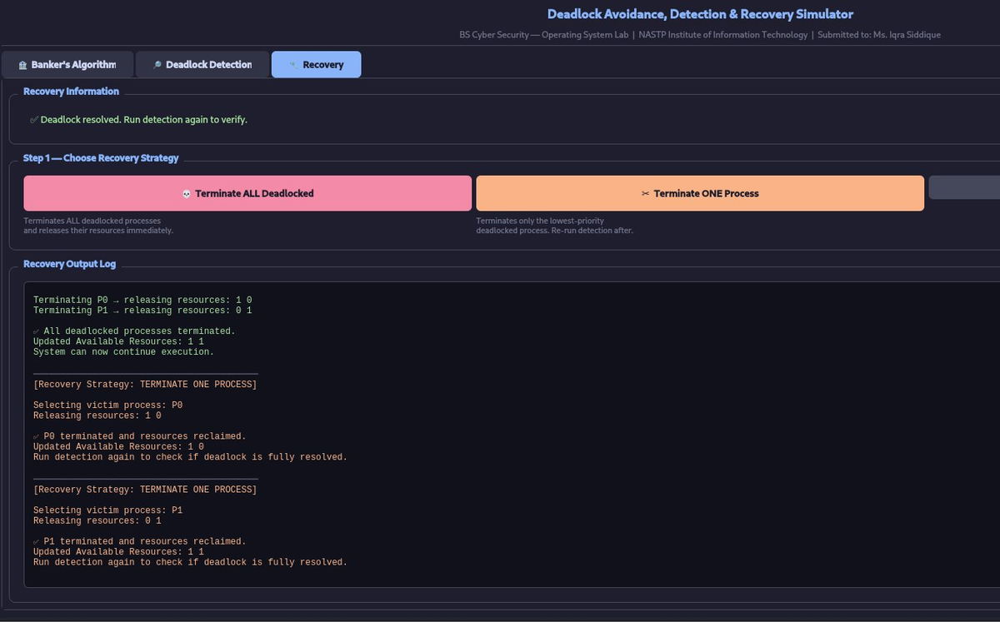 Deadlock Avoidance, Detection & Recovery Simulator
BS Cyber Security — Operating System Lab | NASTP Institute of Information Technology | Submitted to: Ms. Iqra Siddique
🏦 Banker's Algorithm 🔎 Deadlock Detection Recovery
Recovery Information
✅ Deadlock resolved. Run detection again to verify.
Step 1 — Choose Recovery Strategy
💀 Terminate ALL Deadlocked ✂ Terminate ONE Process
Terminates ALL deadlocked processes
and releases their resources immediately.
Terminates only the lowest-priority
deadlocked process. Re-run detection after.
Recovery Output Log
Terminating P0 → releasing resources: 1 0
Terminating P1 → releasing resources: 0 1
✅ All deadlocked processes terminated.
Updated Available Resources: 1 1
System can now continue execution.
[Recovery Strategy: TERMINATE ONE PROCESS]
Selecting victim process: P0
Releasing resources: 1 0
✅ P0 terminated and resources reclaimed.
Updated Available Resources: 1 0
Run detection again to check if deadlock is fully resolved.
[Recovery Strategy: TERMINATE ONE PROCESS]
Selecting victim process: P1
Releasing resources: 0 1
✅ P1 terminated and resources reclaimed.
Updated Available Resources: 1 1
Run detection again to check if deadlock is fully resolved.